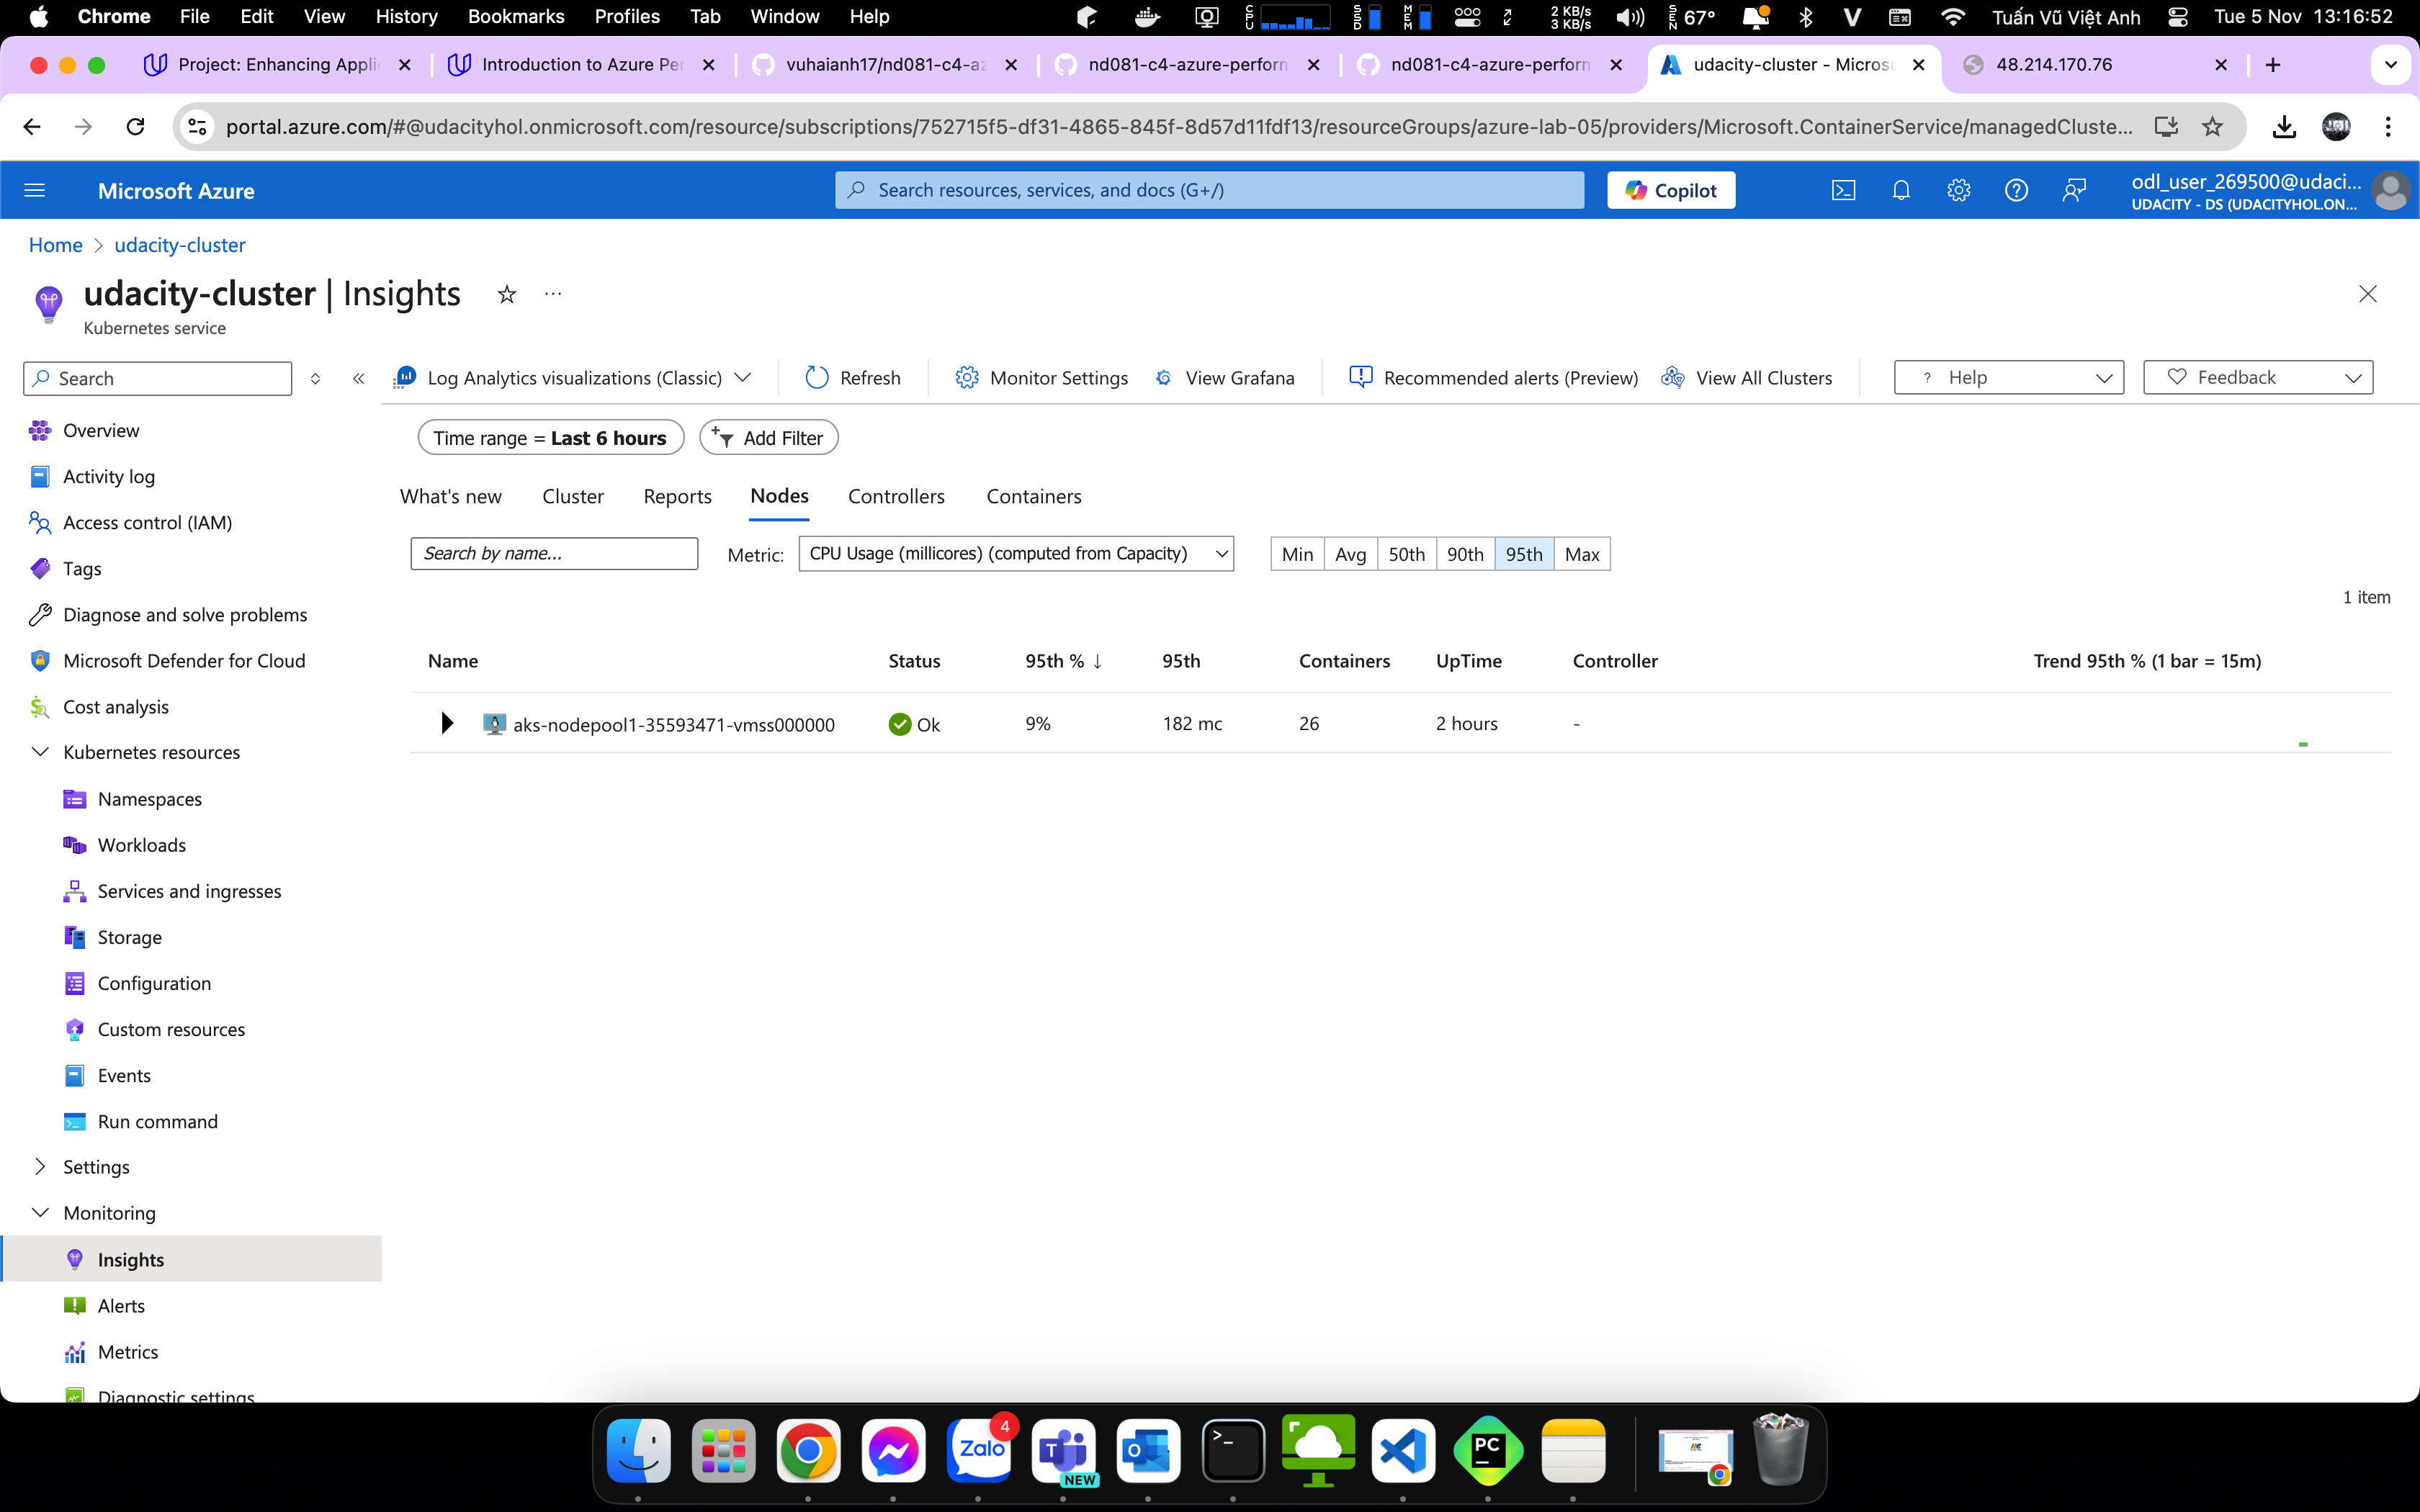 Chrome File Edit View History Bookmarks Profiles Tab Window Help CPU SSD MEM 2 KB/s 3 KB/s SEN 67° V Tuấn Vũ Việt Anh Tue 5 Nov 13:16:52
Project: Enhancing Appli Introduction to Azure Per vuhaianh17/nd081-c4-az nd081-c4-azure-perform nd081-c4-azure-perform udacity-cluster - Micros 48.214.170.76
portal.azure.com/#@udacityhol.onmicrosoft.com/resource/subscriptions/752715f5-df31-4865-845f-8d57d11fdf13/resourceGroups/azure-lab-05/providers/Microsoft.ContainerService/managedCluste...
Microsoft Azure Search resources, services, and docs (G+/) Copilot odl_user_269500@udaci...
UDACITY - DS (UDACITYHOL.ON...
Home > udacity-cluster
udacity-cluster | Insights
Kubernetes service
Search
Log Analytics visualizations (Classic) Refresh Monitor Settings View Grafana Recommended alerts (Preview) View All Clusters ? Help Feedback
Time range = Last 6 hours Add Filter
What's new Cluster Reports Nodes Controllers Containers
Search by name... Metric: CPU Usage (millicores) (computed from Capacity) Min Avg 50th 90th 95th Max
1 item
Name Status 95th % ↓ 95th Containers UpTime Controller Trend 95th % (1 bar = 15m)
aks-nodepool1-35593471-vmss000000 Ok 9% 182 mc 26 2 hours -
Overview
Activity log
Access control (IAM)
Tags
Diagnose and solve problems
Microsoft Defender for Cloud
Cost analysis
Kubernetes resources
Namespaces
Workloads
Services and ingresses
Storage
Configuration
Custom resources
Events
Run command
Settings
Monitoring
Insights
Alerts
Metrics
Diagnostic settings
Zalo 4 T NEW O PC